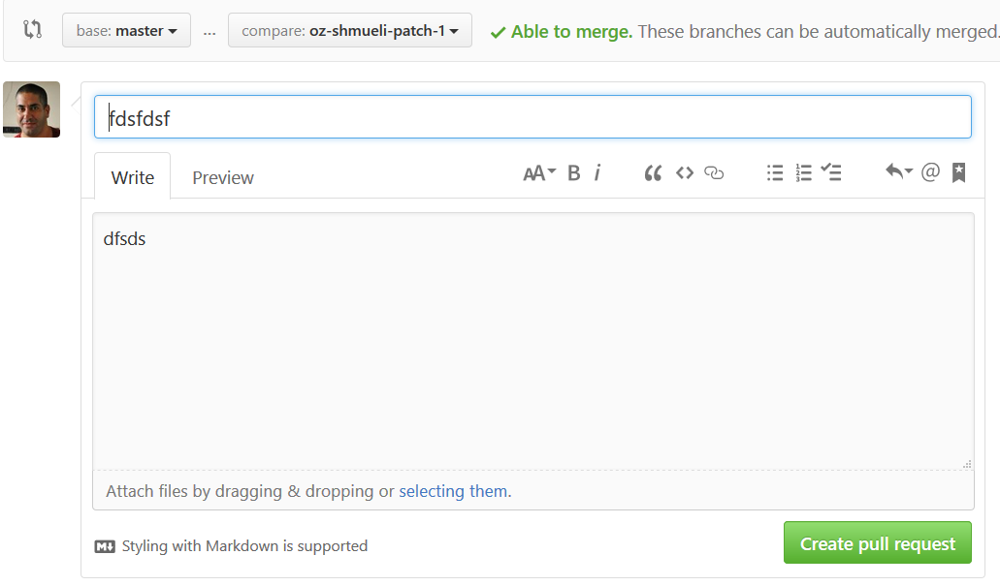 base: master ... compare: oz-shmueli-patch-1 Able to merge. These branches can be automatically merged.
fdsfdsf
Write Preview AA B i @
dfsds
Attach files by dragging & dropping or selecting them.
Styling with Markdown is supported
Create pull request